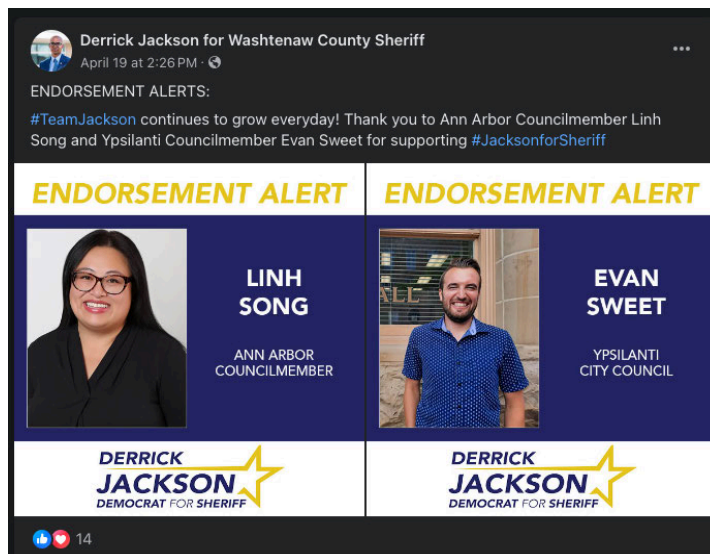 Derrick Jackson for Washtenaw County Sheriff
April 19 at 2:26 PM ·
ENDORSEMENT ALERTS:
#TeamJackson continues to grow everyday! Thank you to Ann Arbor Councilmember Linh
Song and Ypsilanti Councilmember Evan Sweet for supporting #JacksonforSheriff
ENDORSEMENT ALERT
LINH
SONG
ANN ARBOR
COUNCILMEMBER
DERRICK
JACKSON
DEMOCRAT FOR SHERIFF
ENDORSEMENT ALERT
ALL
EVAN
SWEET
YPSILANTI
CITY COUNCIL
DERRICK
JACKSON
DEMOCRAT FOR SHERIFF
14